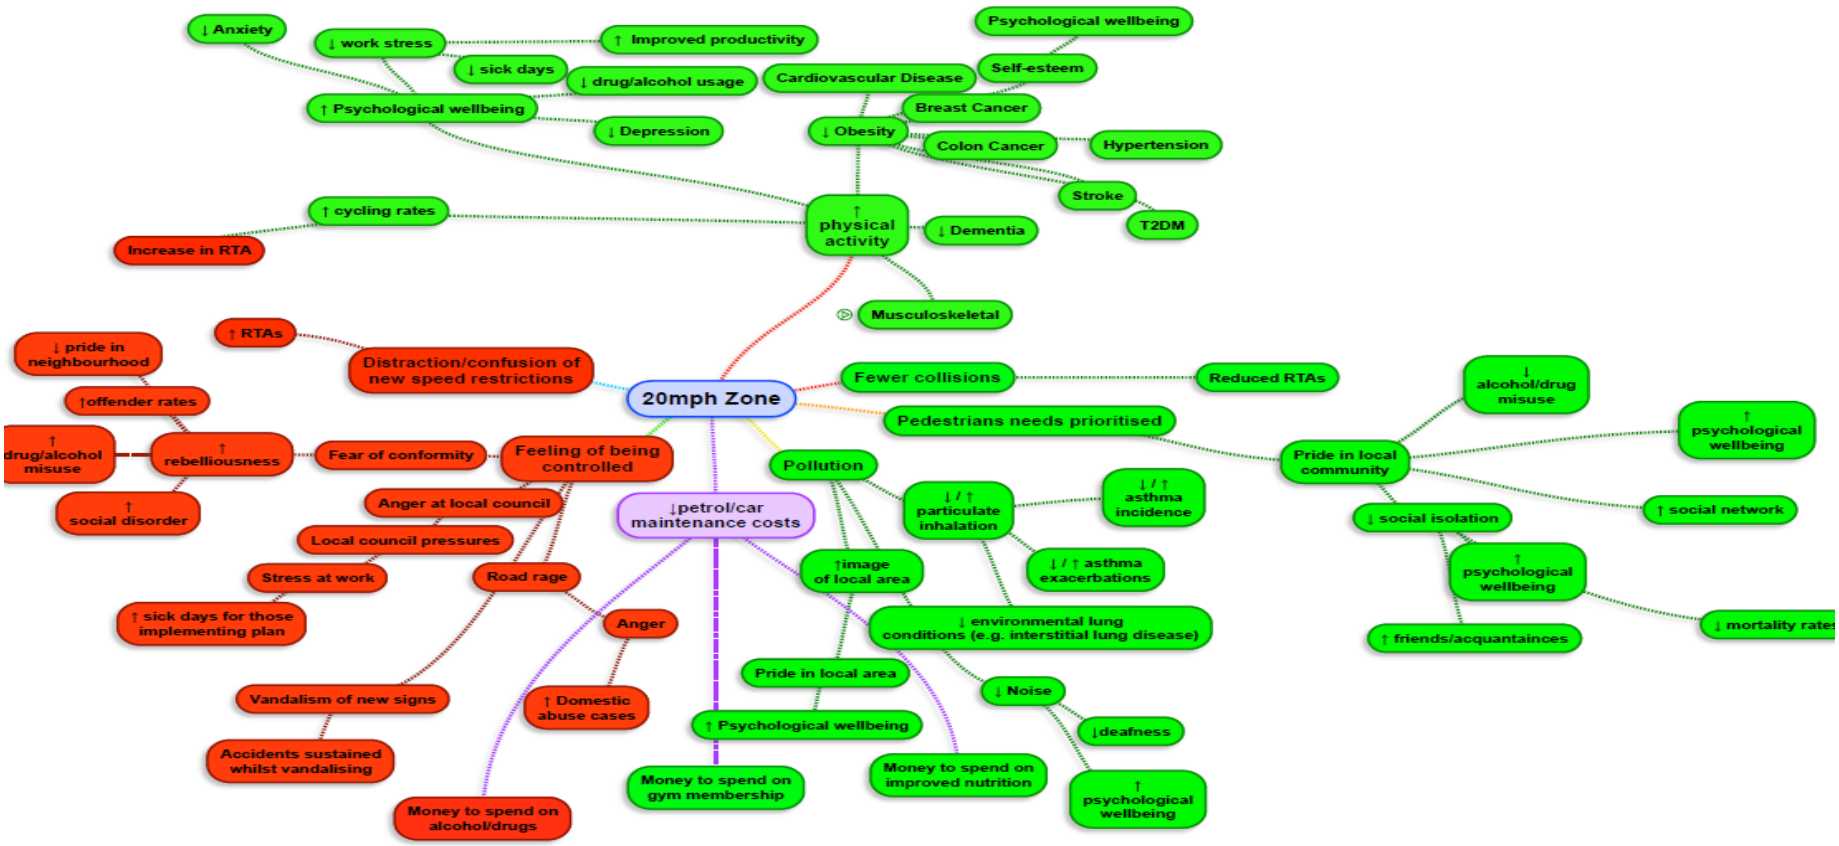 Psychological wellbeing
↓ Anxiety
↓ work stress
↑ Improved productivity
↓ sick days
↓ drug/alcohol usage
Cardiovascular Disease
Self-esteem
↑ Psychological wellbeing
Breast Cancer
↓ Depression
↓ Obesity
Colon Cancer
Hypertension
Stroke
T2DM
↑ cycling rates
↑
physical
activity
↓ Dementia
Increase in RTA
Musculoskeletal
↑ RTAs
↓ pride in
neighbourhood
Distraction/confusion of
new speed restrictions
Fewer collisions
Reduced RTAs
↓
alcohol/drug
misuse
20mph Zone
↑offender rates
Pedestrians needs prioritised
↑
psychological
wellbeing
↑
drug/alcohol
misuse
↑
rebelliousness
Fear of conformity
Feeling of being
controlled
Pollution
Pride in local
community
↑
social disorder
Anger at local council
↓petrol/car
maintenance costs
↓ / ↑
particulate
inhalation
↓ / ↑
asthma
incidence
↓ social isolation
↑ social network
Local council pressures
Stress at work
Road rage
↑image
of local area
↓ / ↑ asthma
exacerbations
↑
psychological
wellbeing
↑ sick days for those
implementing plan
Anger
↓ environmental lung
conditions (e.g. interstitial lung disease)
↑ friends/acquantainces
↓ mortality rates
Pride in local area
Vandalism of new signs
↑ Domestic
abuse cases
↑ Psychological wellbeing
↓ Noise
↓deafness
Accidents sustained
whilst vandalising
Money to spend on
gym membership
Money to spend on
improved nutrition
↑
psychological
wellbeing
Money to spend on
alcohol/drugs